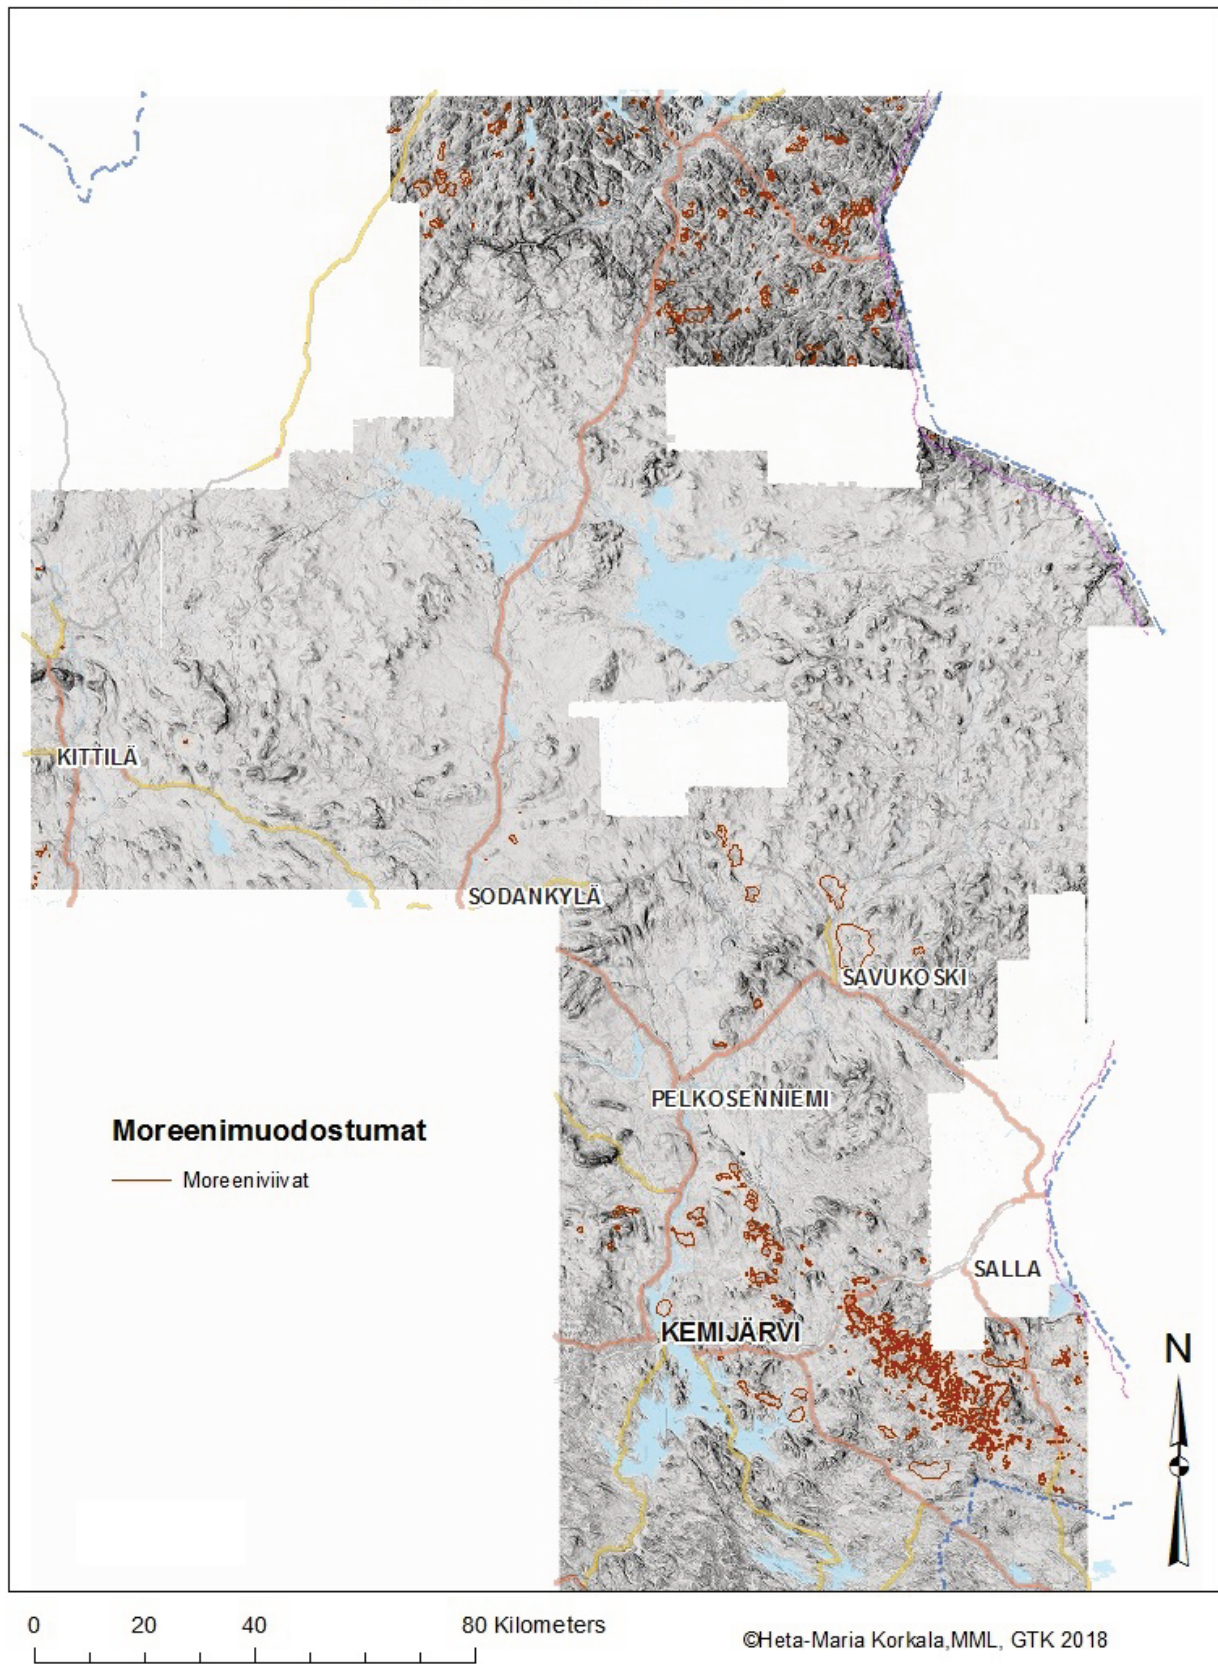 KITTILÄ
SODANKYLÄ
SAVUKOSKI
PELKOSENNIEMI
Moreenimuodostumat
Moreeniviivat
SALLA
KEMIJÄRVI
N
0 20 40 80 Kilometers
©Heta-Maria Korkala,MML, GTK 2018